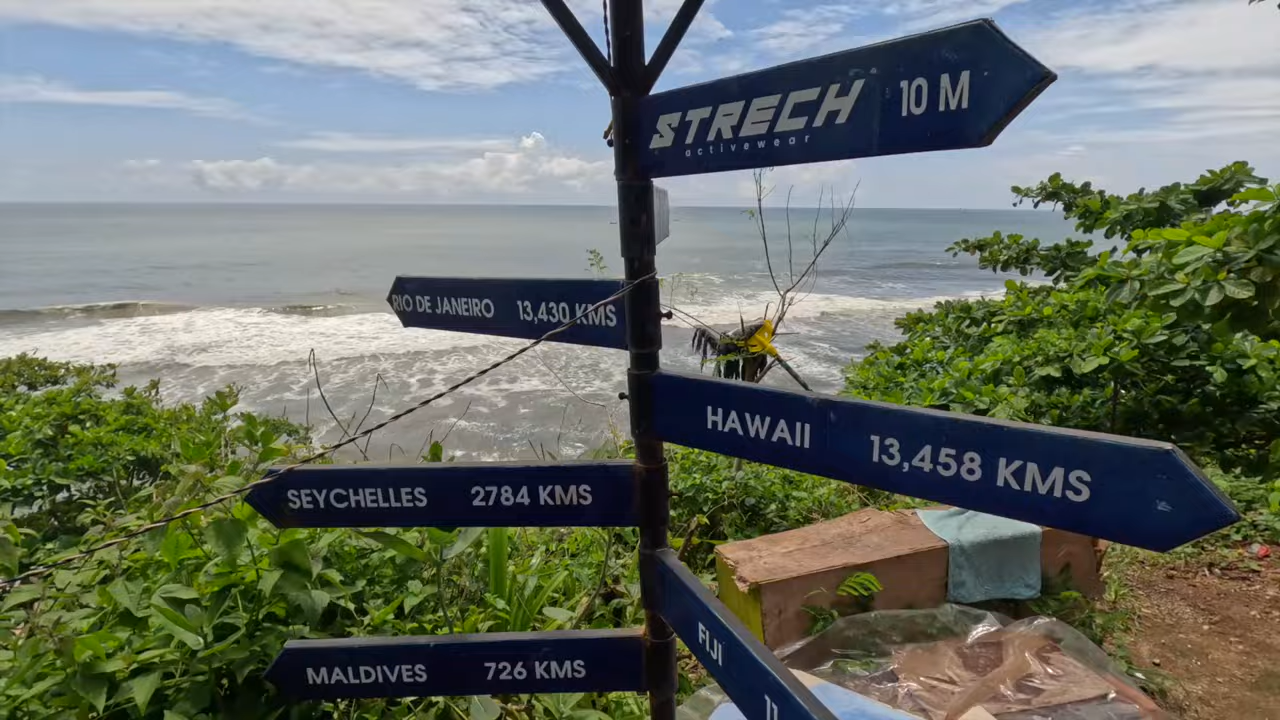 STRECH 10 M
activewear
RIO DE JANEIRO 13,430 KMS
HAWAII 13,458 KMS
SEYCHELLES 2784 KMS
FIJI 11
MALDIVES 726 KMS